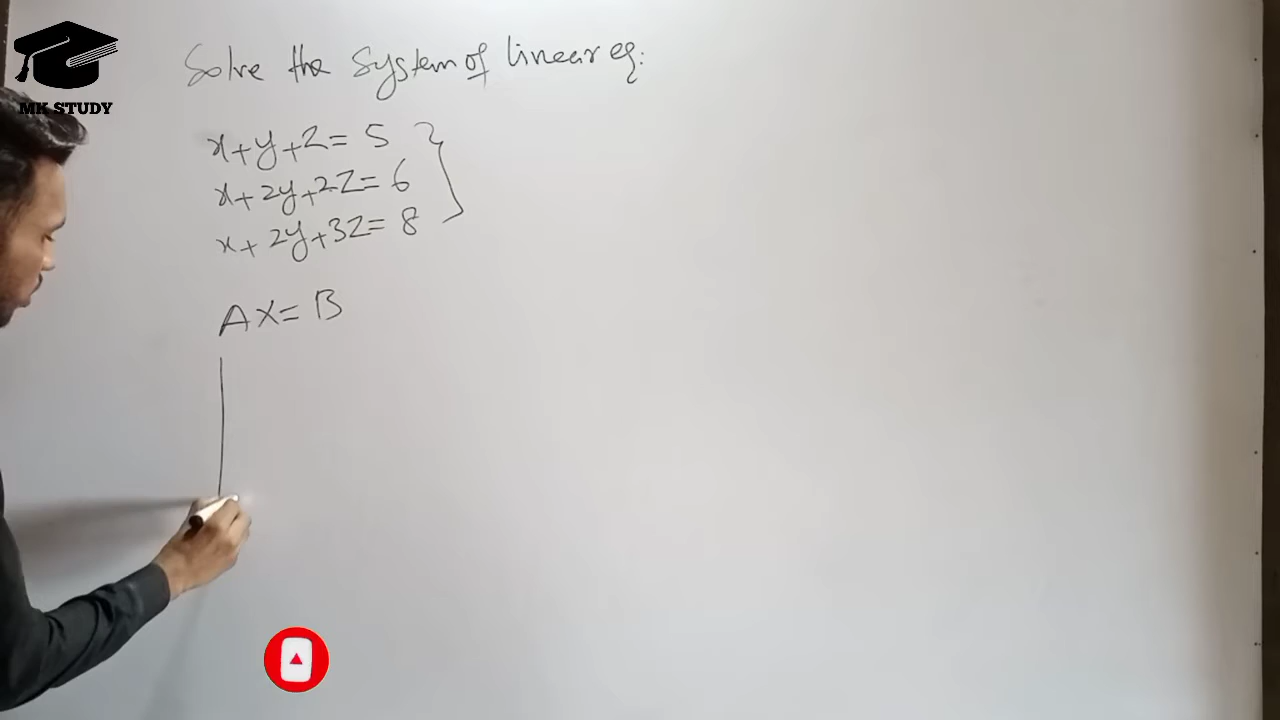 MK STUDY
Solve the System of linear eq:
x+y+z=5
x+2y+2z=6
x+2y+3z=8
AX=B